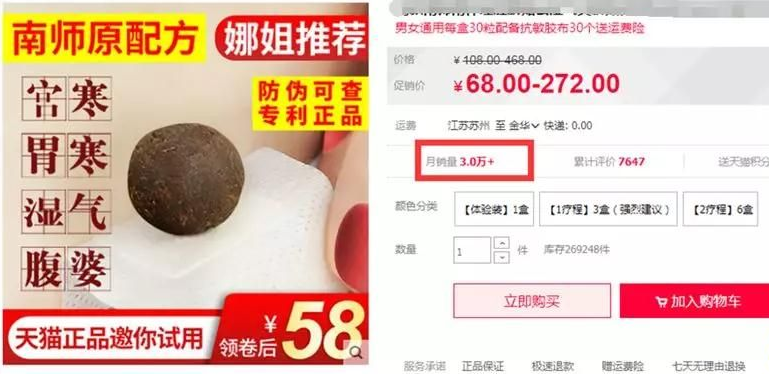 南师原配方
娜姐推荐
防伪可查
专利正品
宫寒
胃寒
湿气
腹婆
天猫正品邀你试用
领卷后
¥58
男女通用每盒30粒配备抗敏胶布30个送运费险
价格
¥108.00-468.00
促销价
¥68.00-272.00
运费
江苏苏州 至 金华 快递: 0.00
月销量 3.0万+
累计评价 7647
送天猫积分
颜色分类
【体验装】1盒
【1疗程】3盒（强烈建议）
【2疗程】6盒
数量
1
件
库存269248件
立即购买
加入购物车
服务承诺
正品保证
极速退款
赠运费险
七天无理由退换